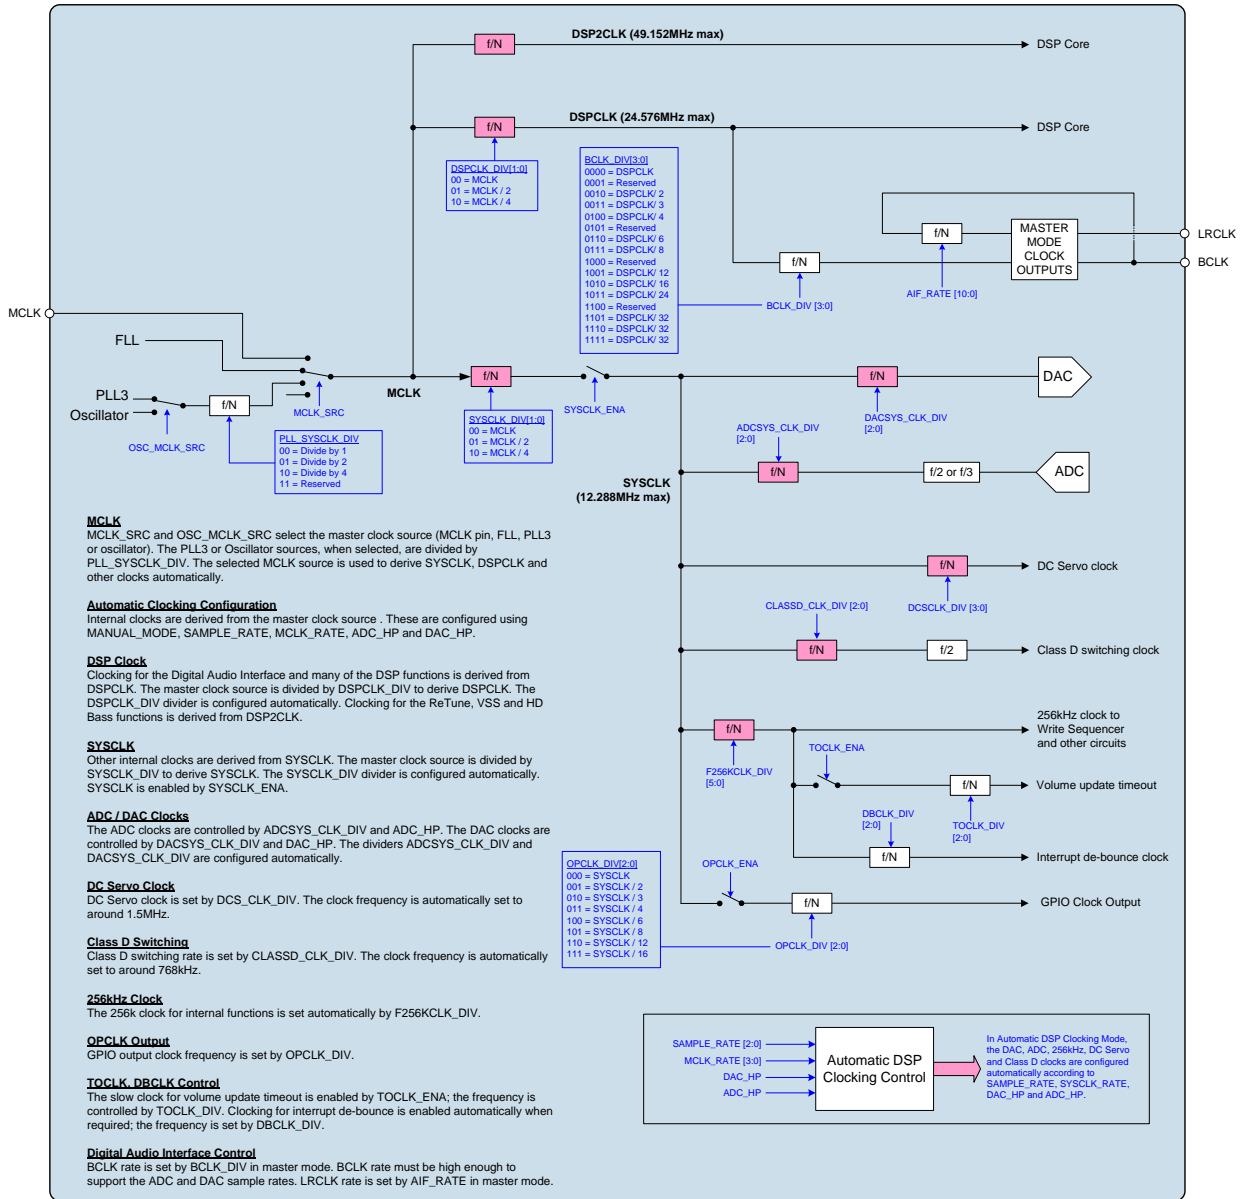 DSP2CLK (49.152MHz max)
f/N
DSP Core
DSPCLK (24.576MHz max)
f/N
DSP Core
DSPCLK_DIV[1:0]
00 = MCLK
01 = MCLK / 2
10 = MCLK / 4
BCLK_DIV[3:0]
0000 = DSPCLK
0001 = Reserved
0010 = DSPCLK/ 2
0011 = DSPCLK/ 3
0100 = DSPCLK/ 4
0101 = Reserved
0110 = DSPCLK/ 6
0111 = DSPCLK/ 8
1000 = Reserved
1001 = DSPCLK/ 12
1010 = DSPCLK/ 16
1011 = DSPCLK/ 24
1100 = Reserved
1101 = DSPCLK/ 32
1110 = DSPCLK/ 32
1111 = DSPCLK/ 32
f/N
BCLK_DIV [3:0]
f/N
AIF_RATE [10:0]
MASTER
MODE
CLOCK
OUTPUTS
LRCLK
BCLK
MCLK
FLL
PLL3
Oscillator
OSC_MCLK_SRC
f/N
MCLK_SRC
PLL_SYSCLK_DIV
00 = Divide by 1
01 = Divide by 2
10 = Divide by 4
11 = Reserved
MCLK
f/N
SYSCLK_DIV[1:0]
00 = MCLK
01 = MCLK / 2
10 = MCLK / 4
SYSCLK_ENA
f/N
DAC
DACSYS_CLK_DIV
[2:0]
ADCSYS_CLK_DIV
[2:0]
f/N
f/2 or f/3
ADC
SYSCLK
(12.288MHz max)
f/N
DC Servo clock
DCSCLK_DIV [3:0]
CLASSD_CLK_DIV [2:0]
f/N
f/2
Class D switching clock
f/N
F256KCLK_DIV
[5:0]
256kHz clock to
Write Sequencer
and other circuits
TOCLK_ENA
f/N
Volume update timeout
TOCLK_DIV
[2:0]
DBCLK_DIV
[2:0]
f/N
Interrupt de-bounce clock
OPCLK_DIV[2:0]
000 = SYSCLK
001 = SYSCLK / 2
010 = SYSCLK / 3
011 = SYSCLK / 4
100 = SYSCLK / 6
101 = SYSCLK / 8
110 = SYSCLK / 12
111 = SYSCLK / 16
OPCLK_ENA
f/N
GPIO Clock Output
OPCLK_DIV [2:0]
MCLK
MCLK_SRC and OSC_MCLK_SRC select the master clock source (MCLK pin, FLL, PLL3
or oscillator). The PLL3 or Oscillator sources, when selected, are divided by
PLL_SYSCLK_DIV. The selected MCLK source is used to derive SYSCLK, DSPCLK and
other clocks automatically.
Automatic Clocking Configuration
Internal clocks are derived from the master clock source . These are configured using
MANUAL_MODE, SAMPLE_RATE, MCLK_RATE, ADC_HP and DAC_HP.
DSP Clock
Clocking for the Digital Audio Interface and many of the DSP functions is derived from
DSPCLK. The master clock source is divided by DSPCLK_DIV to derive DSPCLK. The
DSPCLK_DIV divider is configured automatically. Clocking for the ReTune, VSS and HD
Bass functions is derived from DSP2CLK.
SYSCLK
Other internal clocks are derived from SYSCLK. The master clock source is divided by
SYSCLK_DIV to derive SYSCLK. The SYSCLK_DIV divider is configured automatically.
SYSCLK is enabled by SYSCLK_ENA.
ADC / DAC Clocks
The ADC clocks are controlled by ADCSYS_CLK_DIV and ADC_HP. The DAC clocks are
controlled by DACSYS_CLK_DIV and DAC_HP. The dividers ADCSYS_CLK_DIV and
DACSYS_CLK_DIV are configured automatically.
DC Servo Clock
DC Servo clock is set by DCS_CLK_DIV. The clock frequency is automatically set to
around 1.5MHz.
Class D Switching
Class D switching rate is set by CLASSD_CLK_DIV. The clock frequency is automatically
set to around 768kHz.
256kHz Clock
The 256k clock for internal functions is set automatically by F256KCLK_DIV.
OPCLK Output
GPIO output clock frequency is set by OPCLK_DIV.
TOCLK, DBCLK Control
The slow clock for volume update timeout is enabled by TOCLK_ENA; the frequency is
controlled by TOCLK_DIV. Clocking for interrupt de-bounce is enabled automatically when
required; the frequency is set by DBCLK_DIV.
Digital Audio Interface Control
BCLK rate is set by BCLK_DIV in master mode. BCLK rate must be high enough to
support the ADC and DAC sample rates. LRCLK rate is set by AIF_RATE in master mode.
SAMPLE_RATE [2:0]
MCLK_RATE [3:0]
DAC_HP
ADC_HP
Automatic DSP
Clocking Control
In Automatic DSP Clocking Mode,
the DAC, ADC, 256kHz, DC Servo
and Class D clocks are configured
automatically according to
SAMPLE_RATE, SYSCLK_RATE,
DAC_HP and ADC_HP.